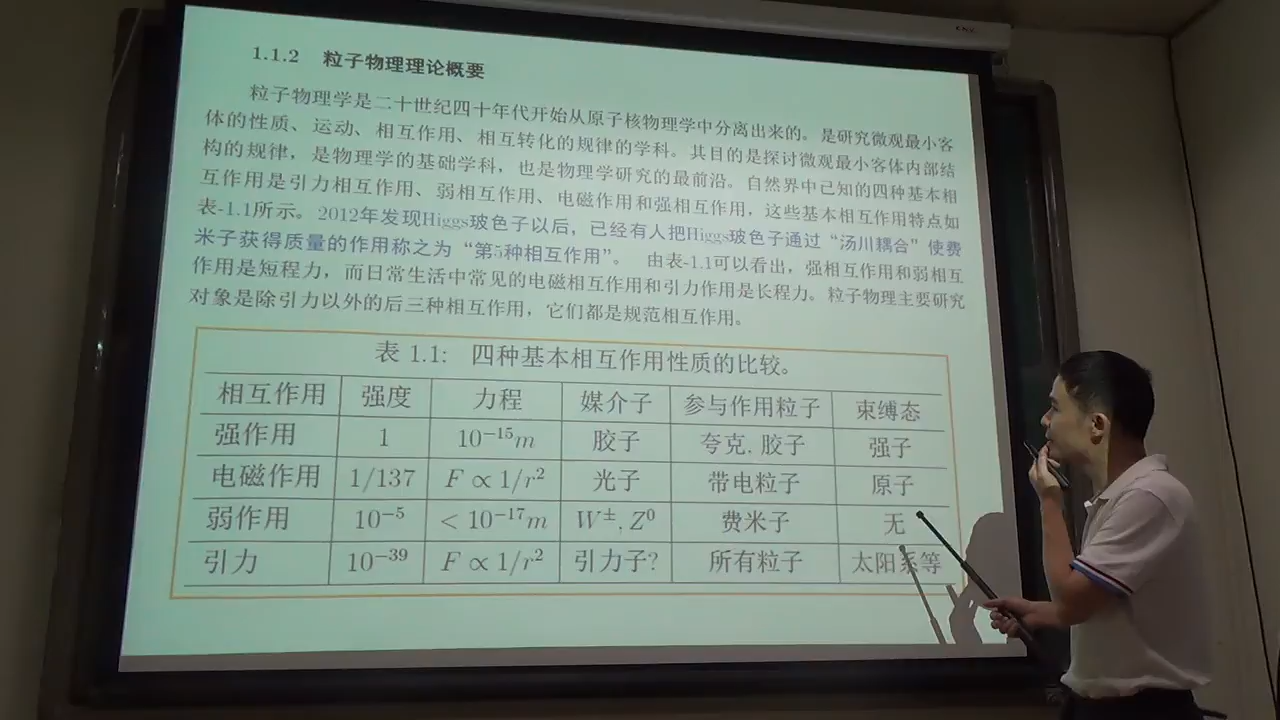 1.1.2 粒子物理理论概要
粒子物理学是二十世纪四十年代开始从原子核物理学中分离出来的。是研究微观最小客
体的性质、运动、相互作用、相互转化的规律的学科。其目的是探讨微观最小客体内部结
构的规律，是物理学的基础学科，也是物理学研究的最前沿。自然界中已知的四种基本相
互作用是引力相互作用、弱相互作用、电磁作用和强相互作用，这些基本相互作用特点如
表-1.1所示。2012年发现Higgs玻色子以后，已经有人把Higgs玻色子通过“汤川耦合”使费
米子获得质量的作用称之为“第5种相互作用”。 由表-1.1可以看出，强相互作用和弱相互
作用是短程力，而日常生活中常见的电磁相互作用和引力作用是长程力。粒子物理主要研究
对象是除引力以外的后三种相互作用，它们都是规范相互作用。
表 1.1: 四种基本相互作用性质的比较。
相互作用 强度 力程 媒介子 参与作用粒子 束缚态
强作用 1 10⁻¹⁵m 胶子 夸克, 胶子 强子
电磁作用 1/137 F ∝ 1/r² 光子 带电粒子 原子
弱作用 10⁻⁵ < 10⁻¹⁷m W±, Z⁰ 费米子 无
引力 10⁻³⁹ F ∝ 1/r² 引力子? 所有粒子 太阳系等